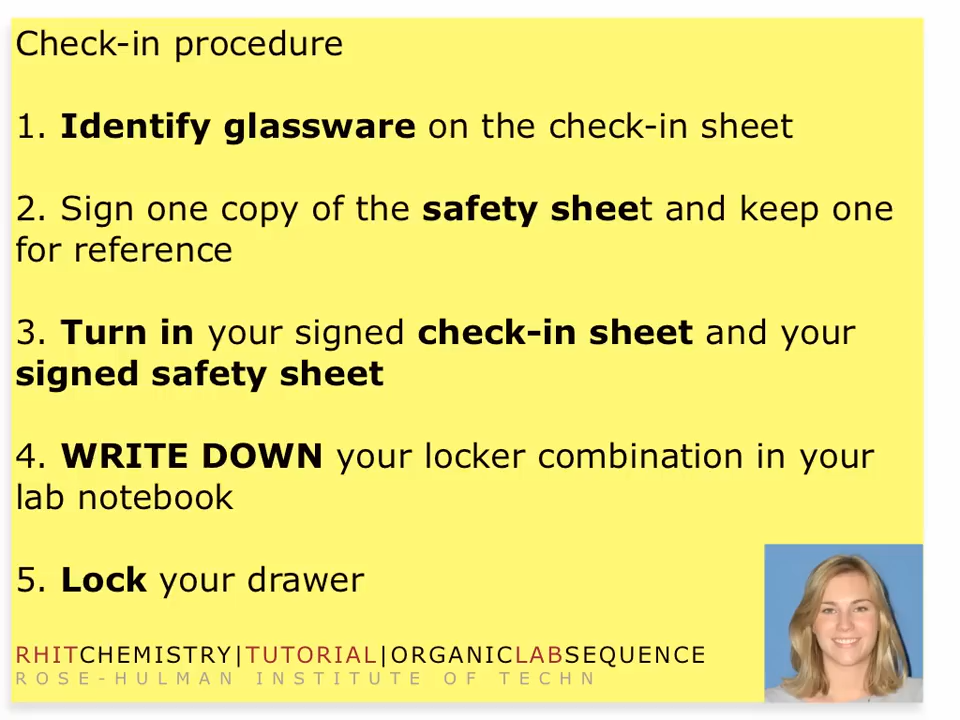 Check-in procedure
1. Identify glassware on the check-in sheet
2. Sign one copy of the safety sheet and keep one
for reference
3. Turn in your signed check-in sheet and your
signed safety sheet
4. WRITE DOWN your locker combination in your
lab notebook
5. Lock your drawer
RHITCHEMISTRY|TUTORIAL|ORGANICLABSEQUENCE
ROSE-HULMAN INSTITUTE OF TECHN